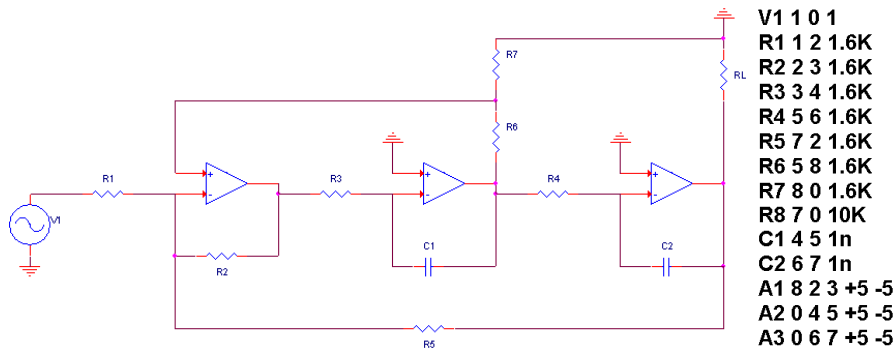 V1 1 0 1
R1 1 2 1.6K
R2 2 3 1.6K
R3 3 4 1.6K
R4 5 6 1.6K
R5 7 2 1.6K
R6 5 8 1.6K
R7 8 0 1.6K
R8 7 0 10K
C1 4 5 1n
C2 6 7 1n
A1 8 2 3 +5 -5
A2 0 4 5 +5 -5
A3 0 6 7 +5 -5
R7
RL
R6
+
+
+
R1
-
R3
-
R4
-
V1
R2
C1
C2
R5